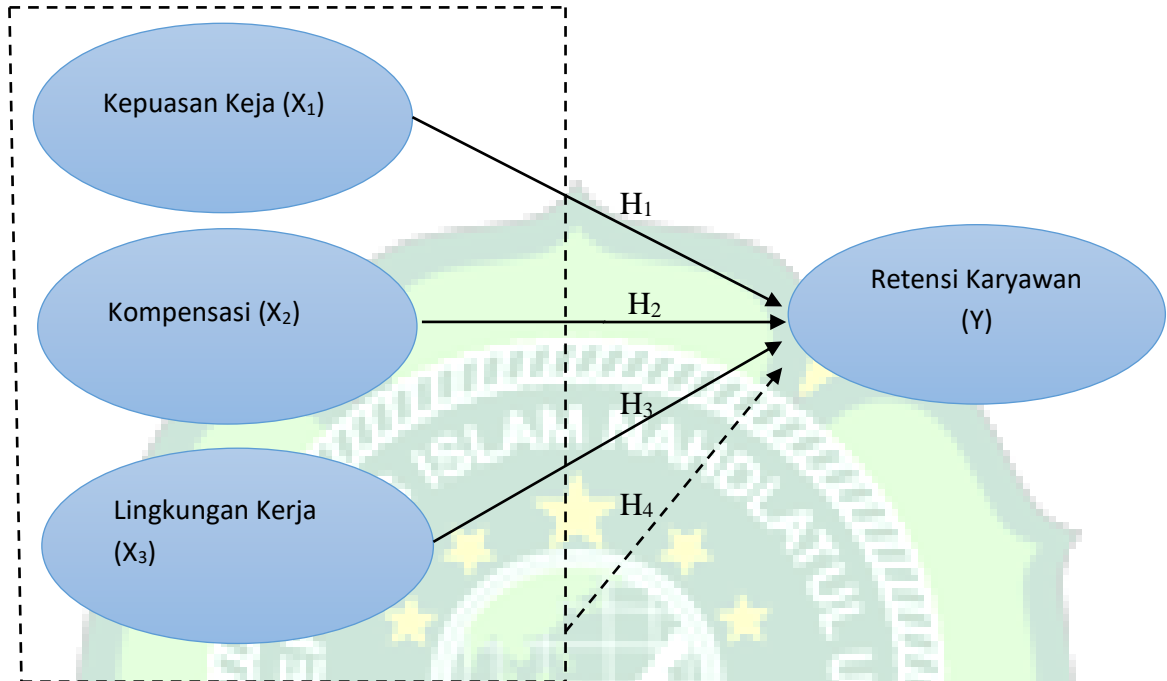 Kepuasan Keja (X₁)
H₁
Retensi Karyawan
(Y)
Kompensasi (X₂)
H₂
H₃
ISLAM
Lingkungan Kerja
(X₃)
H₄